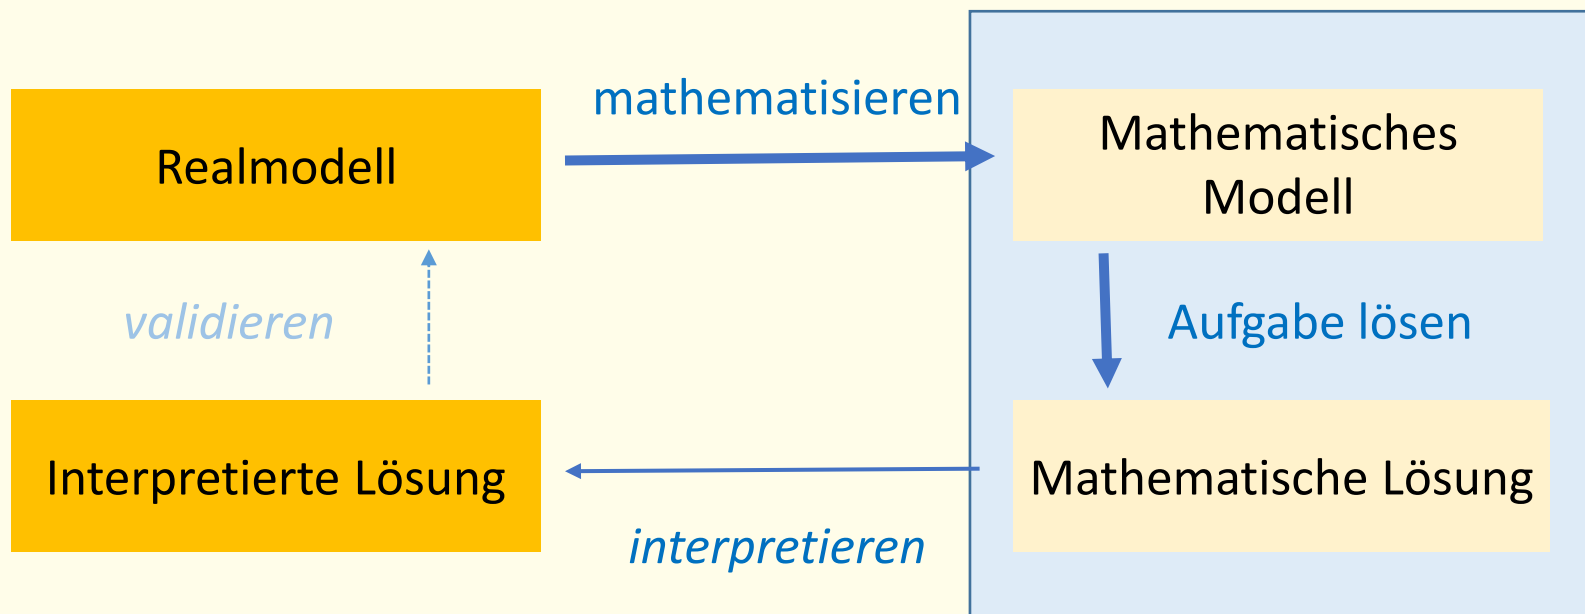 mathematisieren
Realmodell
Mathematisches
Modell
validieren
Aufgabe lösen
Interpretierte Lösung
Mathematische Lösung
interpretieren